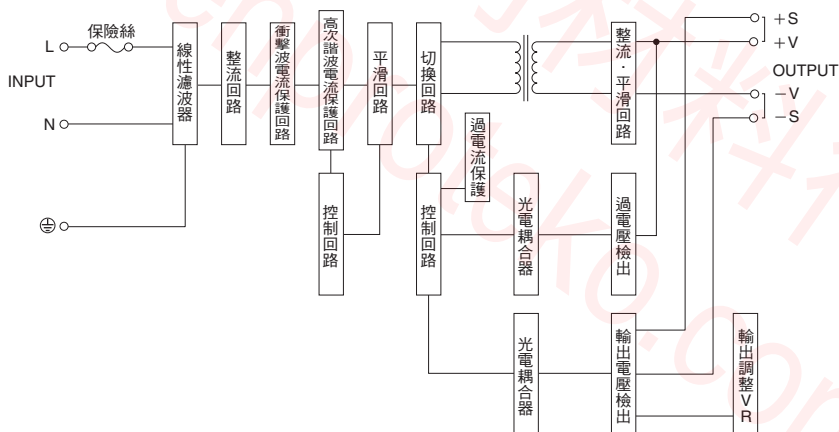 保險絲
L
INPUT
N
線性濾波器
整流回路
衝擊波電流保護回路
高次諧波電流保護回路
平滑回路
切換回路
整流・平滑回路
+S
+V
OUTPUT
−V
−S
過電流保護
控制回路
控制回路
光電耦合器
過電壓檢出
光電耦合器
輸出電壓檢出
輸出調整VR